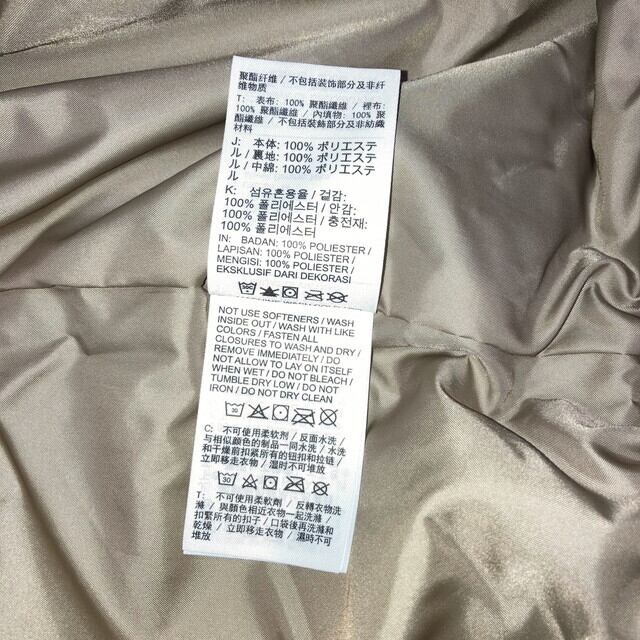 聚酯纤维 / 不包括装饰部分及非纤
维物质
T: 表布: 100% 聚酯纖維 / 裡布:
100% 聚酯纖維 / 內填物: 100% 聚
酯纖維 / 不包括裝飾部分及非紡織
材料
J: 本体: 100% ポリエステ
ル / 裏地: 100% ポリエステ
ル / 中綿: 100% ポリエステ
ル
K: 섬유혼용율 / 겉감:
100% 폴리에스터 / 안감:
100% 폴리에스터 / 충전재:
100% 폴리에스터
IN: BADAN: 100% POLIESTER /
LAPISAN: 100% POLIESTER /
MENGISI: 100% POLIESTER /
EKSKLUSIF DARI DEKORASI
NOT USE SOFTENERS / WASH
INSIDE OUT / WASH WITH LIKE
COLORS / FASTEN ALL
CLOSURES TO WASH AND DRY /
REMOVE IMMEDIATELY / DO
NOT ALLOW TO LAY ON ITSELF
WHEN WET / DO NOT BLEACH /
TUMBLE DRY LOW / DO NOT
IRON / DO NOT DRY CLEAN
30
C: 不可使用柔软剂 / 反面水洗 /
与相似颜色的制品一同水洗 / 水洗
和干燥前扣紧所有的钮扣和拉链 /
立即移走衣物 / 湿时不可堆放
30
T: 不可使用柔軟劑 / 反轉衣物洗
滌 / 與顏色相近衣物一起洗滌 /
扣緊所有的扣子 / 口袋後再洗滌和
乾燥 / 立即移走衣物 / 濕時不可
堆放